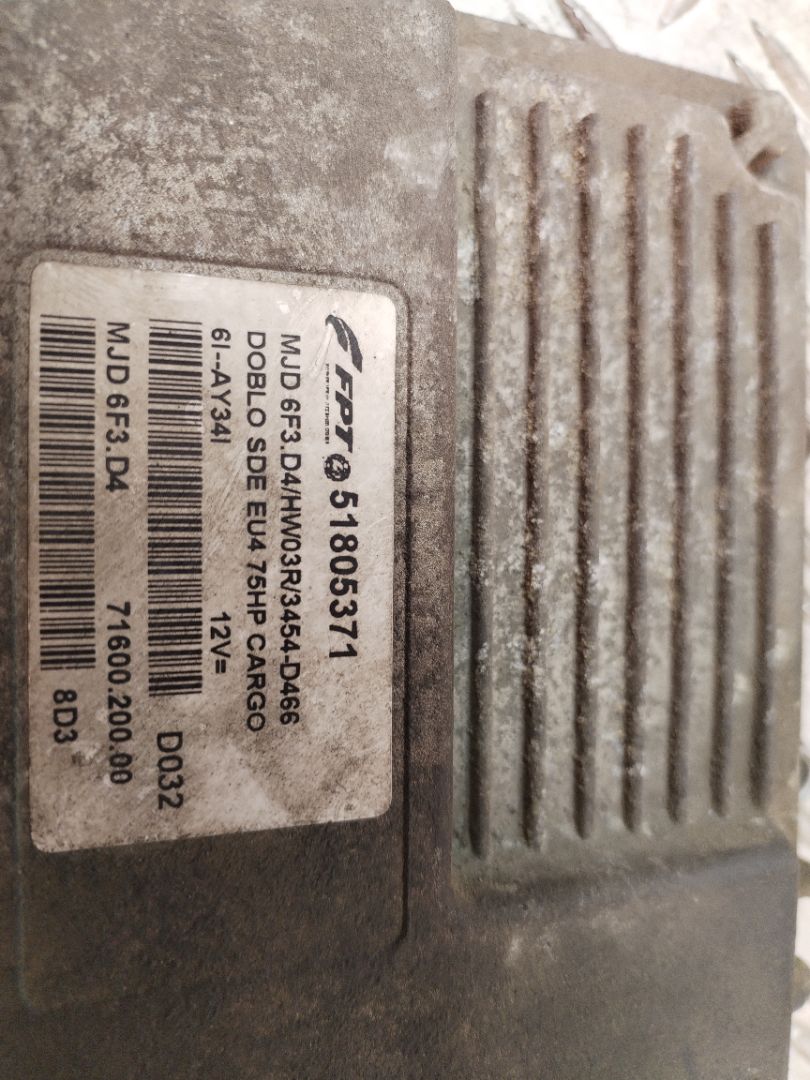 FPT 51805371
MJD 6F3.D4/HW03R/3454-D466
DOBLO SDE EU4 75HP CARGO
6I--AY34I 12V=
D032
MJD 6F3.D4 71600.200.00
8D3